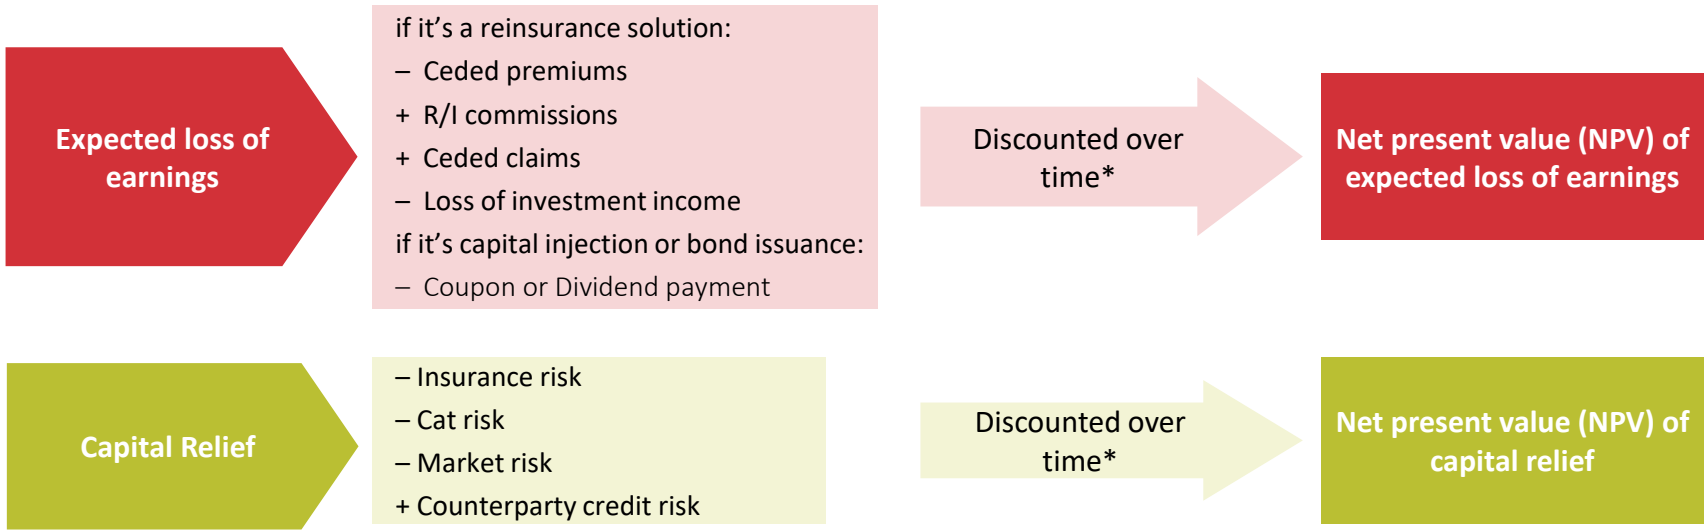 Expected loss of
earnings
if it’s a reinsurance solution:
– Ceded premiums
+ R/I commissions
+ Ceded claims
– Loss of investment income
if it’s capital injection or bond issuance:
– Coupon or Dividend payment
Discounted over
time*
Net present value (NPV) of
expected loss of earnings
Capital Relief
– Insurance risk
– Cat risk
– Market risk
+ Counterparty credit risk
Discounted over
time*
Net present value (NPV) of
capital relief